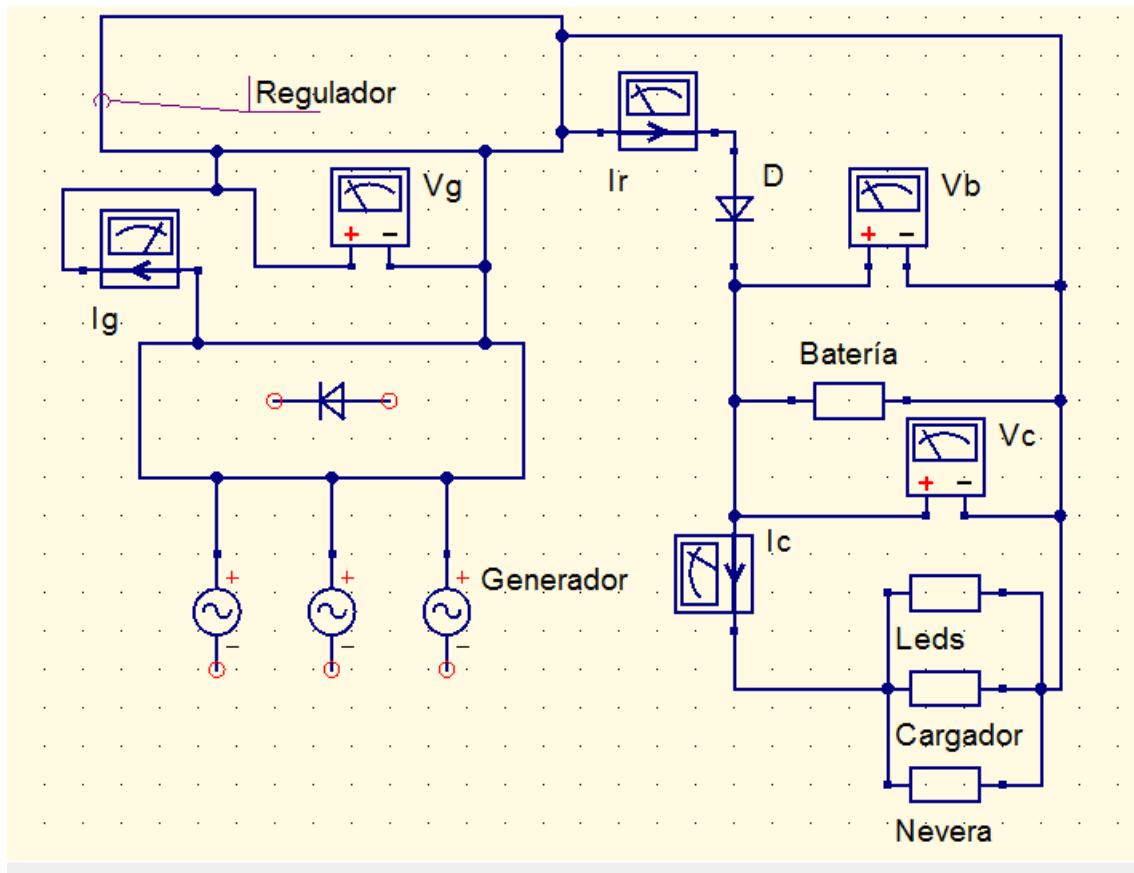 Regulador
Ir
D
Vg
Vb
+ −
+ −
Ig
Batería
Vc
+ −
Ic
+
+
+
Generador
−
−
−
Leds
Cargador
Nevera